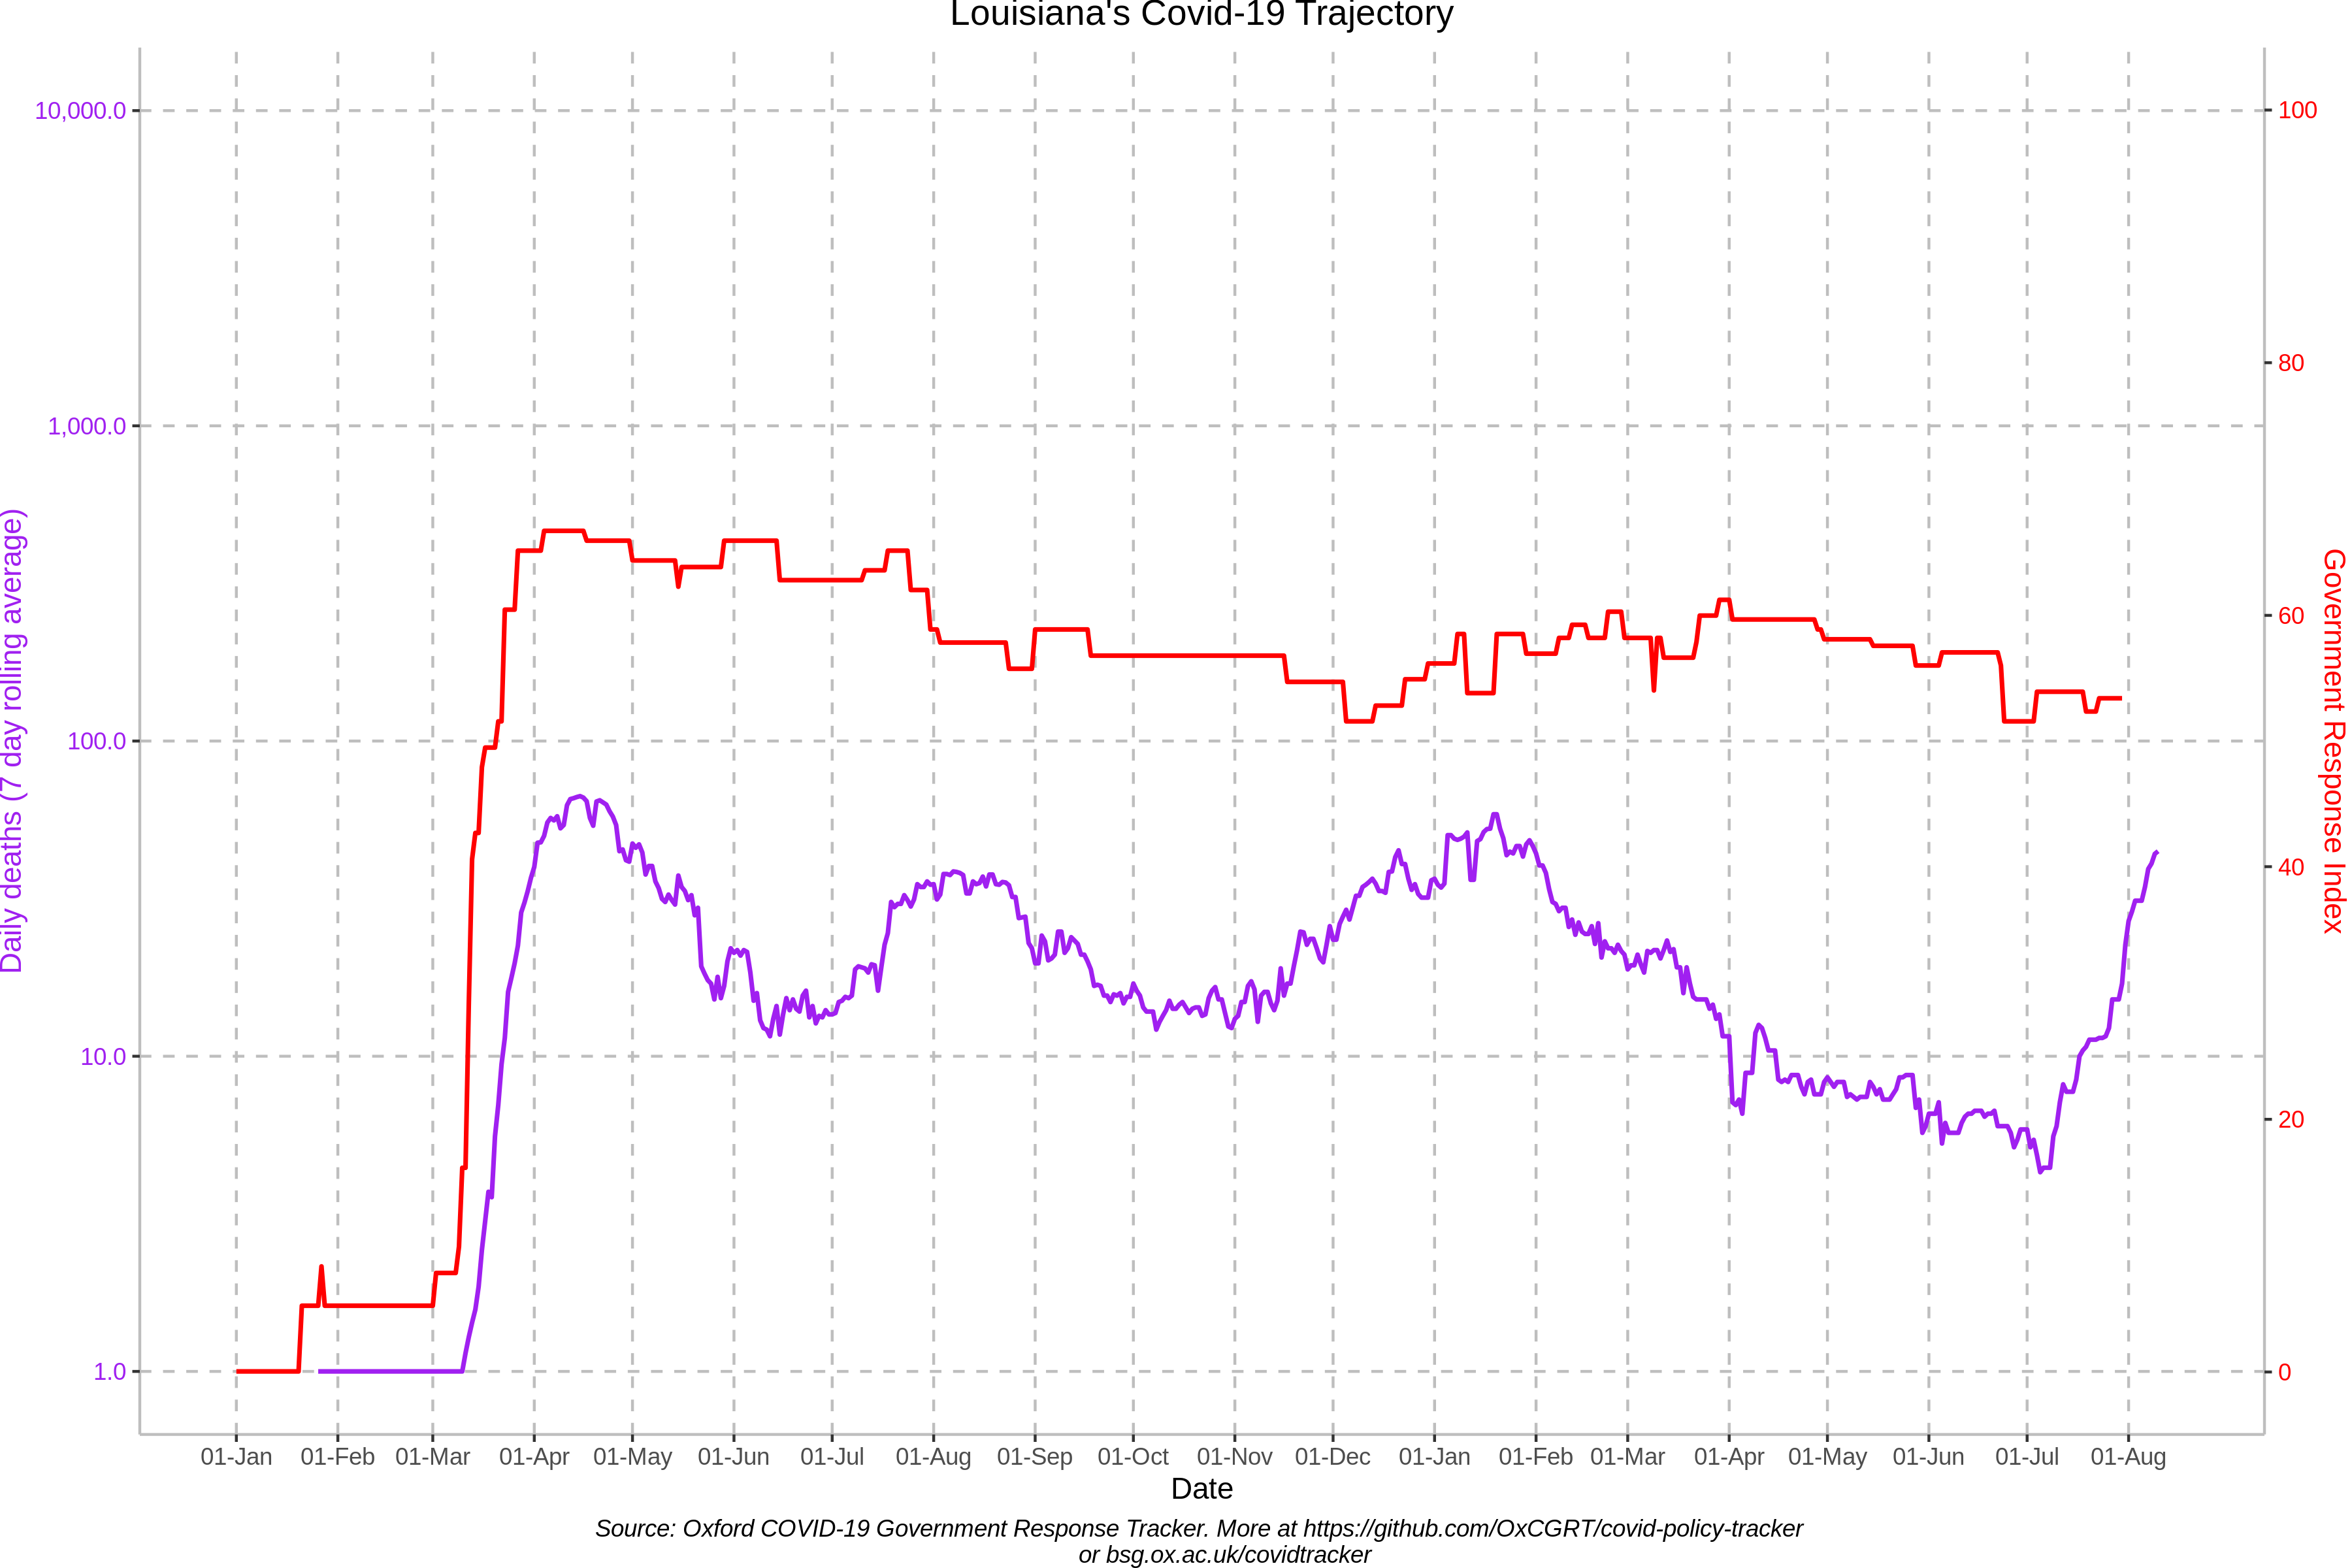 Louisiana's Covid-19 Trajectory
10,000.0
1,000.0
100.0
10.0
1.0
Daily deaths (7 day rolling average)
100
80
60
40
20
0
Government Response Index
01-Jan 01-Feb 01-Mar 01-Apr 01-May 01-Jun 01-Jul 01-Aug 01-Sep 01-Oct 01-Nov 01-Dec 01-Jan 01-Feb 01-Mar 01-Apr 01-May 01-Jun 01-Jul 01-Aug
Date
Source: Oxford COVID-19 Government Response Tracker. More at https://github.com/OxCGRT/covid-policy-tracker
or bsg.ox.ac.uk/covidtracker